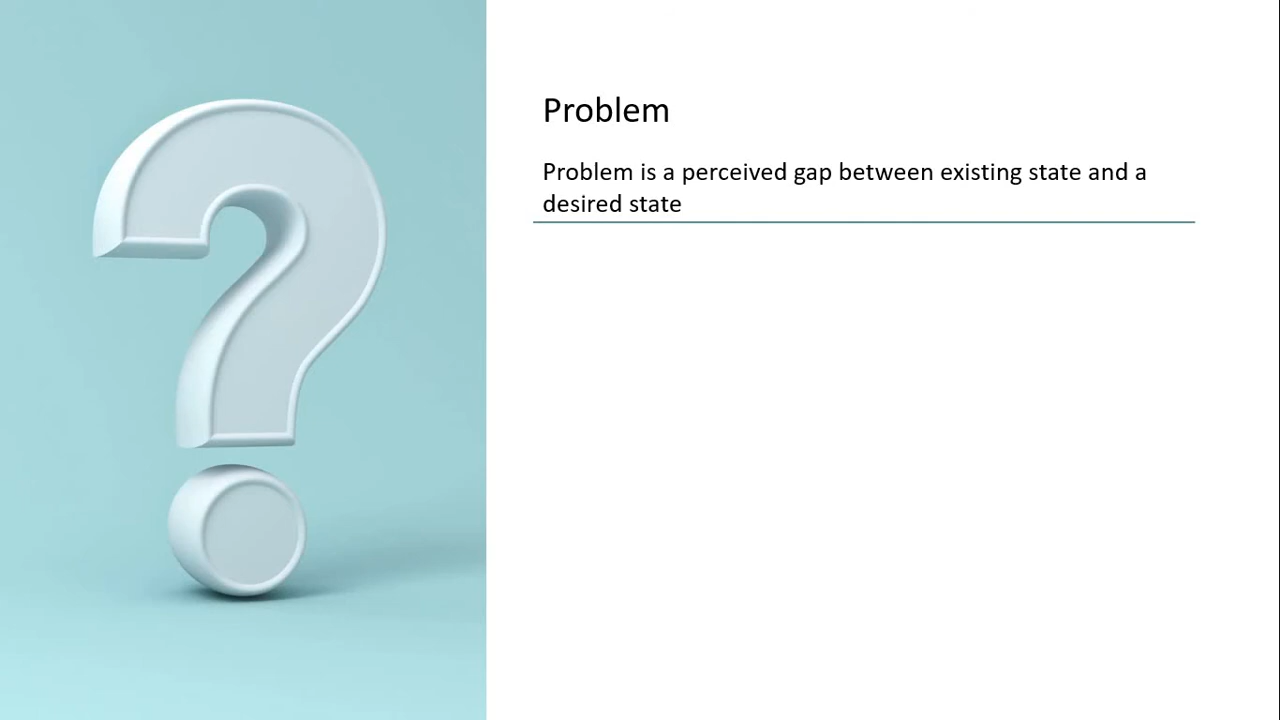 Problem
Problem is a perceived gap between existing state and a
desired state